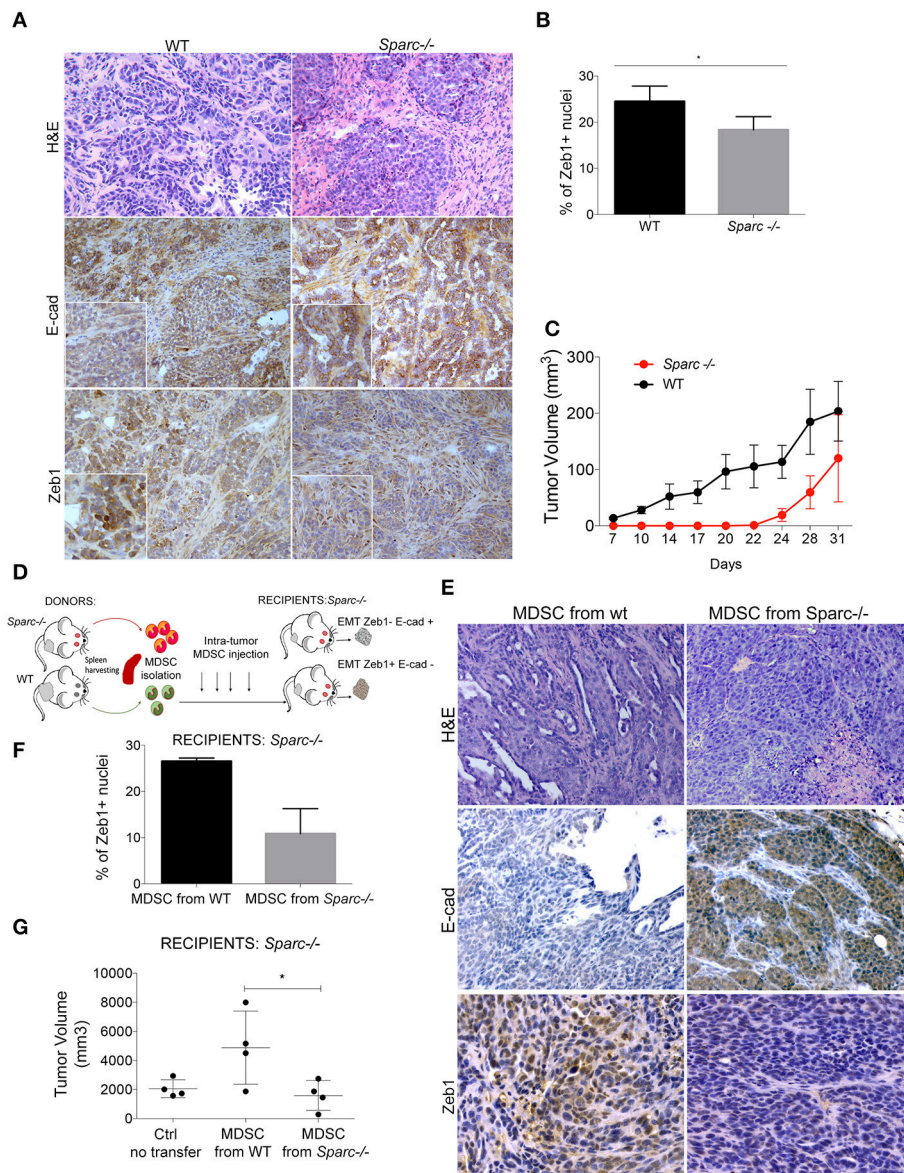 A
WT
Sparc-/-
H&E
E-cad
Zeb1
B
*
% of Zeb1+ nuclei
30
20
10
0
WT
Sparc -/-
C
Tumor Volume (mm3)
300
200
100
0
Sparc -/-
WT
7 10 14 17 20 22 24 28 31
Days
D
DONORS:
Sparc-/-
WT
Spleen
harvesting
MDSC
isolation
Intra-tumor
MDSC injection
RECIPIENTS:Sparc-/-
EMT Zeb1- E-cad +
EMT Zeb1+ E-cad -
E
MDSC from wt
MDSC from Sparc-/-
H&E
E-cad
Zeb1
F
RECIPIENTS: Sparc-/-
% of Zeb1+ nuclei
30
20
10
0
MDSC from WT
MDSC from Sparc-/-
G
RECIPIENTS: Sparc-/-
*
Tumor Volume
(mm3)
10000
8000
6000
4000
2000
0
Ctrl
no transfer
MDSC
from WT
MDSC
from Sparc-/-